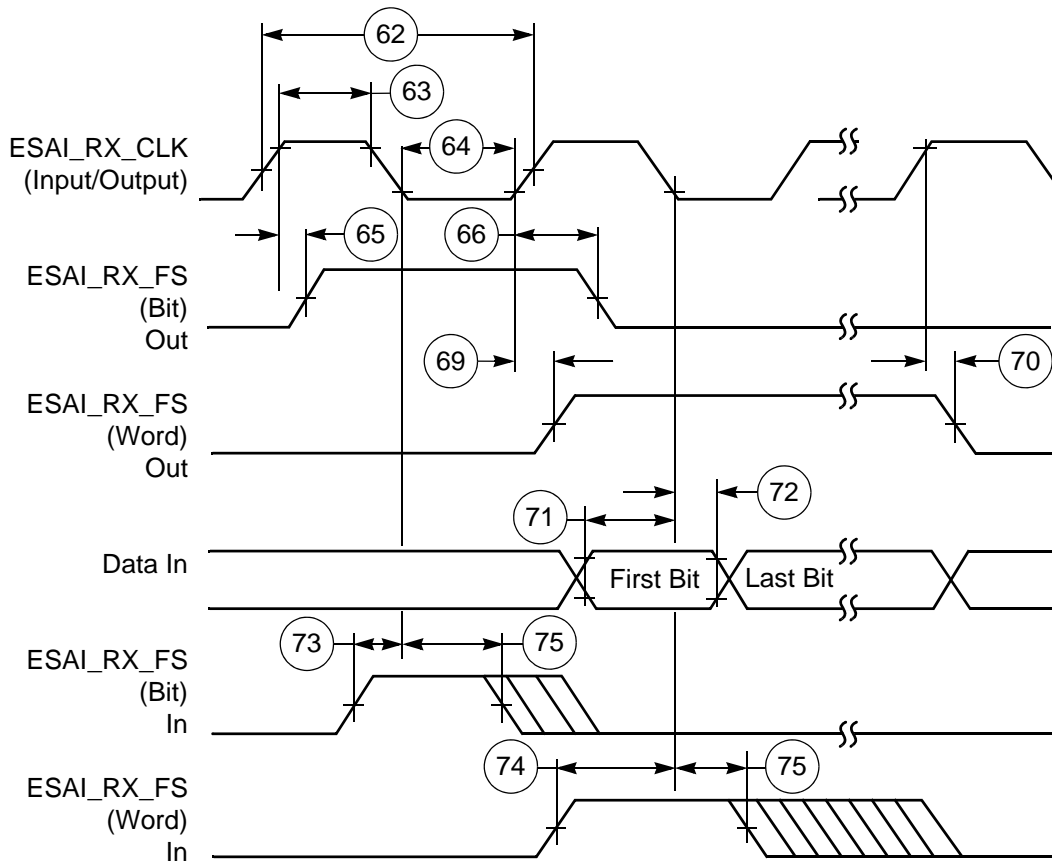 62
63
ESAI_RX_CLK
(Input/Output)
64
65
66
ESAI_RX_FS
(Bit)
Out
69
70
ESAI_RX_FS
(Word)
Out
71
72
Data In
First Bit
Last Bit
73
75
ESAI_RX_FS
(Bit)
In
74
75
ESAI_RX_FS
(Word)
In